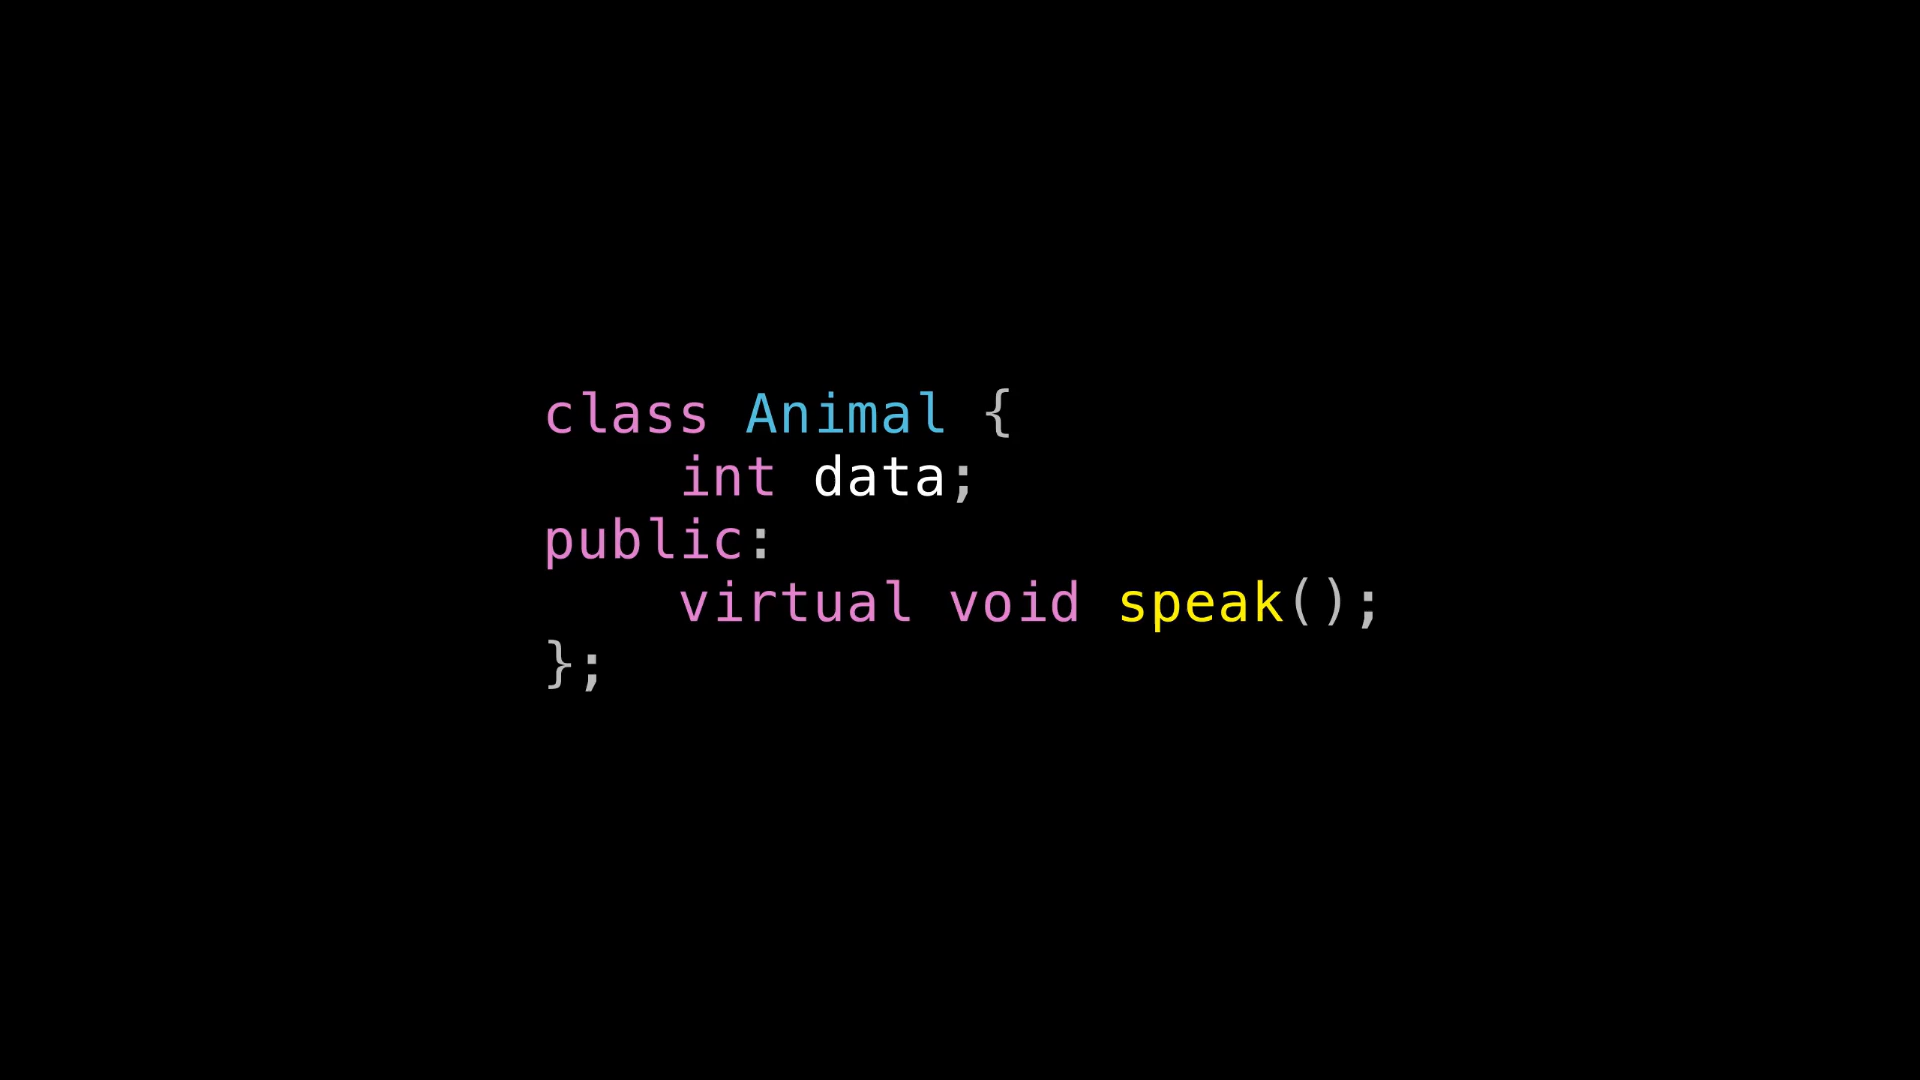 class Animal {
    int data;
public:
    virtual void speak();
};